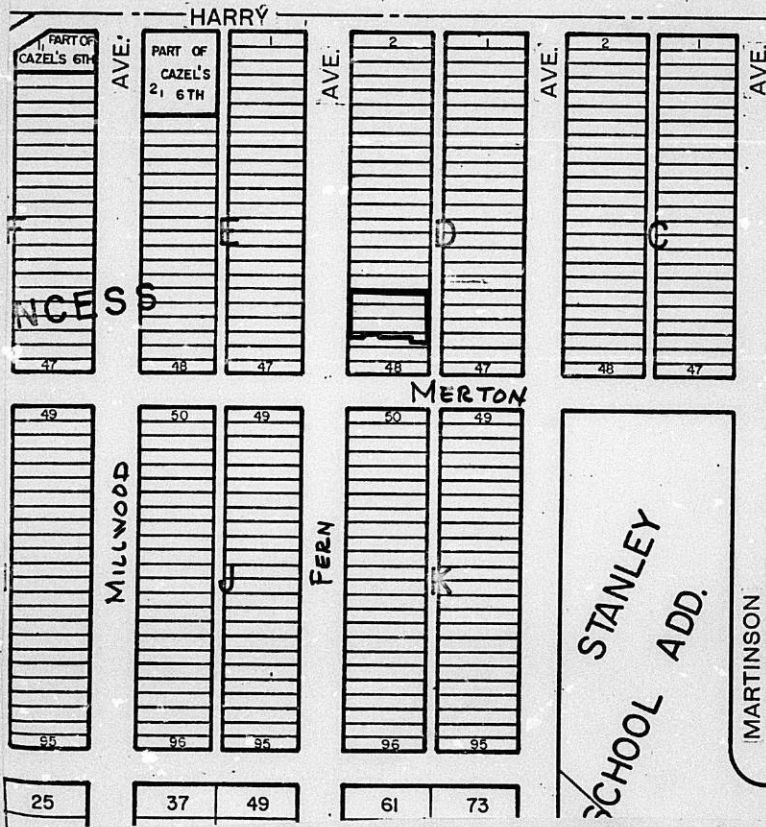 HARRY
1, PART OF
CAZEL'S 6TH
AVE.
PART OF
CAZEL'S
2, 6TH
1
AVE.
2
1
AVE.
2
1
AVE.
F
E
D
C
NCESS
47
48
47
48
47
48
47
MERTON
49
50
49
50
49
MILLWOOD
J
FERN
K
STANLEY
SCHOOL ADD.
MARTINSON
95
96
95
96
95
25
37
49
61
73